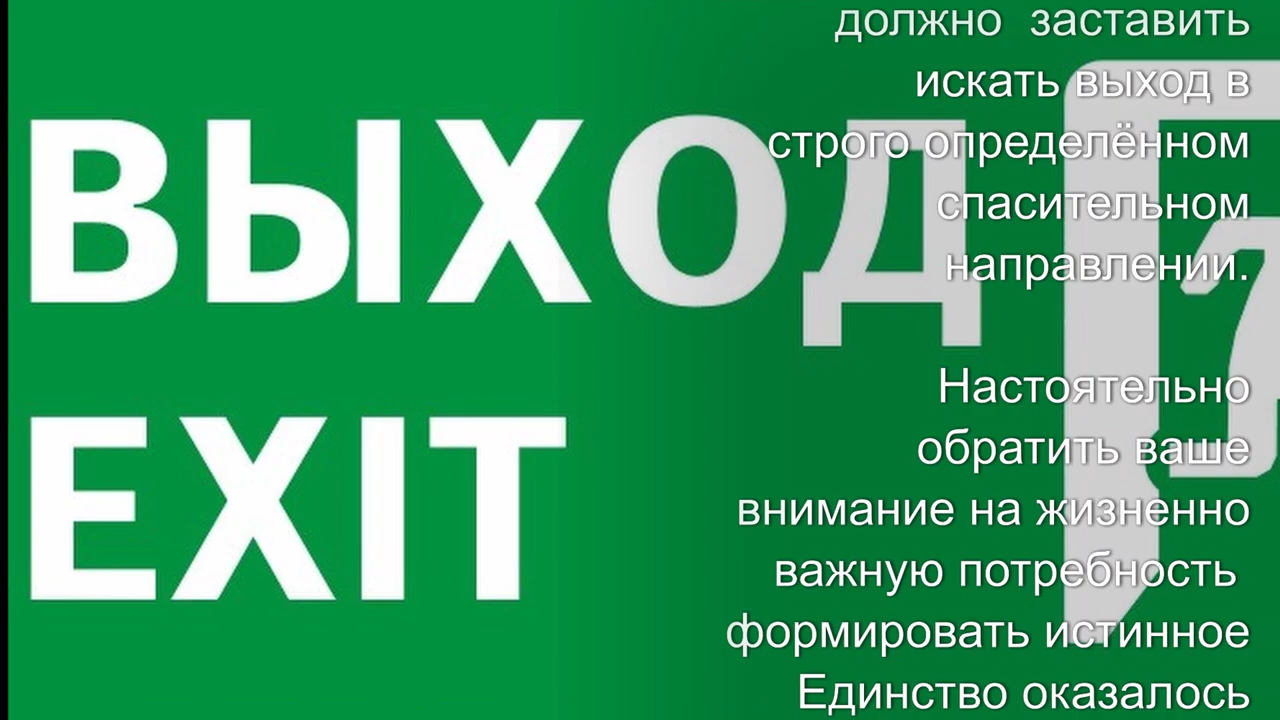 ВЫХОД
EXIT
должно заставить
искать выход в
строго определённом
спасительном
направлении.
Настоятельно
обратить ваше
внимание на жизненно
важную потребность
формировать истинное
Единство оказалось